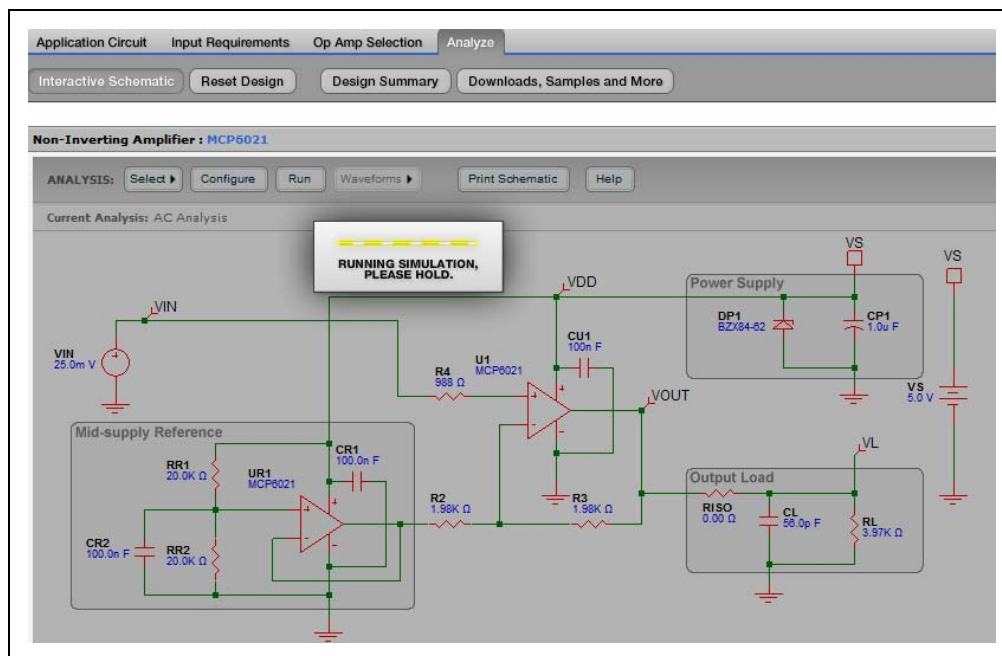 Application Circuit Input Requirements Op Amp Selection Analyze
Interactive Schematic Reset Design Design Summary Downloads, Samples and More
Non-Inverting Amplifier : MCP6021
ANALYSIS: Select Configure Run Waveforms Print Schematic Help
Current Analysis: AC Analysis
RUNNING SIMULATION,
PLEASE HOLD.
VS
VS
VDD
Power Supply
DP1
BZX84-62
CP1
1.0u F
VS
5.0 V
VIN
VIN
25.0m V
CU1
100n F
U1
MCP6021
R4
988 Ω
VOUT
Mid-supply Reference
RR1
20.0K Ω
UR1
MCP6021
CR1
100.0n F
CR2
100.0n F
RR2
20.0K Ω
R2
1.98K Ω
R3
1.98K Ω
VL
Output Load
RISO
0.00 Ω
CL
56.0p F
RL
3.97K Ω